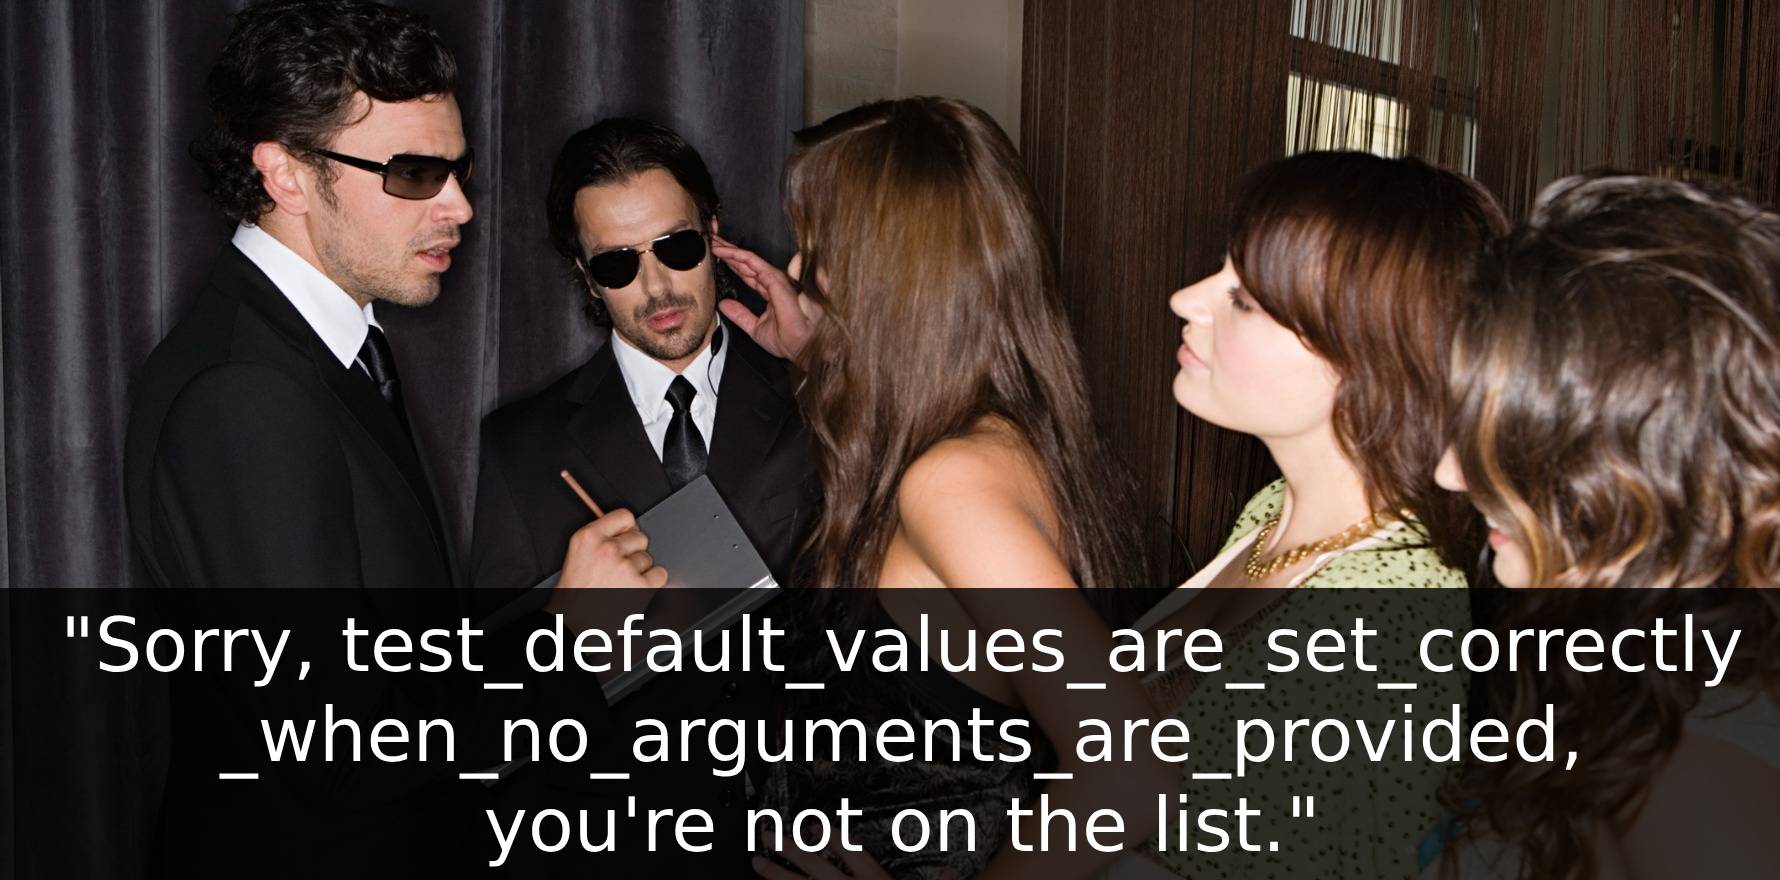 "Sorry, test_default_values_are_set_correctly
_when_no_arguments_are_provided,
you're not on the list."